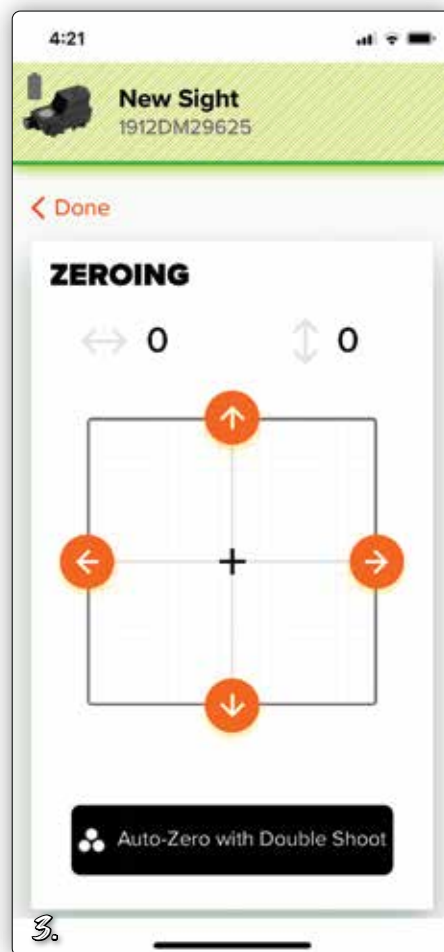 4:21
New Sight
1912DM29625
Done
ZEROING
0 0
Auto-Zero with Double Shoot
3.